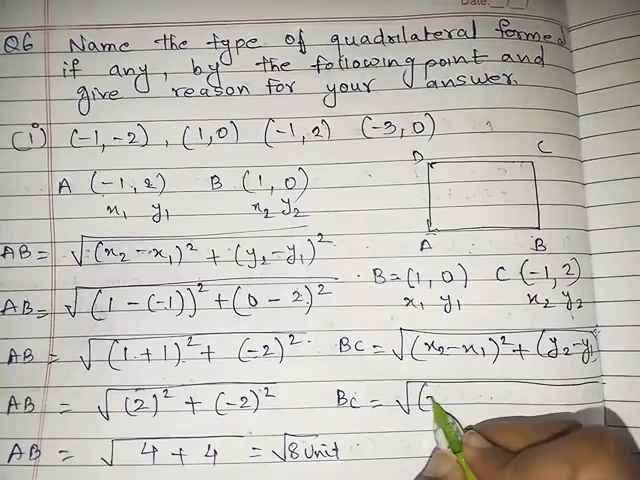 Date: / /
Q6 Name the type of quadrilateral formed
if any, by the following point and
give reason for your answer.
(i) (-1, -2), (1, 0) (-1, 2) (-3, 0)
D C
A (-1, 2) B (1, 0)
x₁ y₁ x₂ y₂
A B
AB = √(x₂ - x₁)² + (y₂ - y₁)²
B = (1, 0) C (-1, 2)
x₁ y₁ x₂ y₂
AB = √(1 - (-1))² + (0 - 2)²
AB = √(1 + 1)² + (-2)² BC = √(x₂ - x₁)² + (y₂ - y₁)
AB = √(2)² + (-2)² BC = √(
AB = √4 + 4 = √8 unit